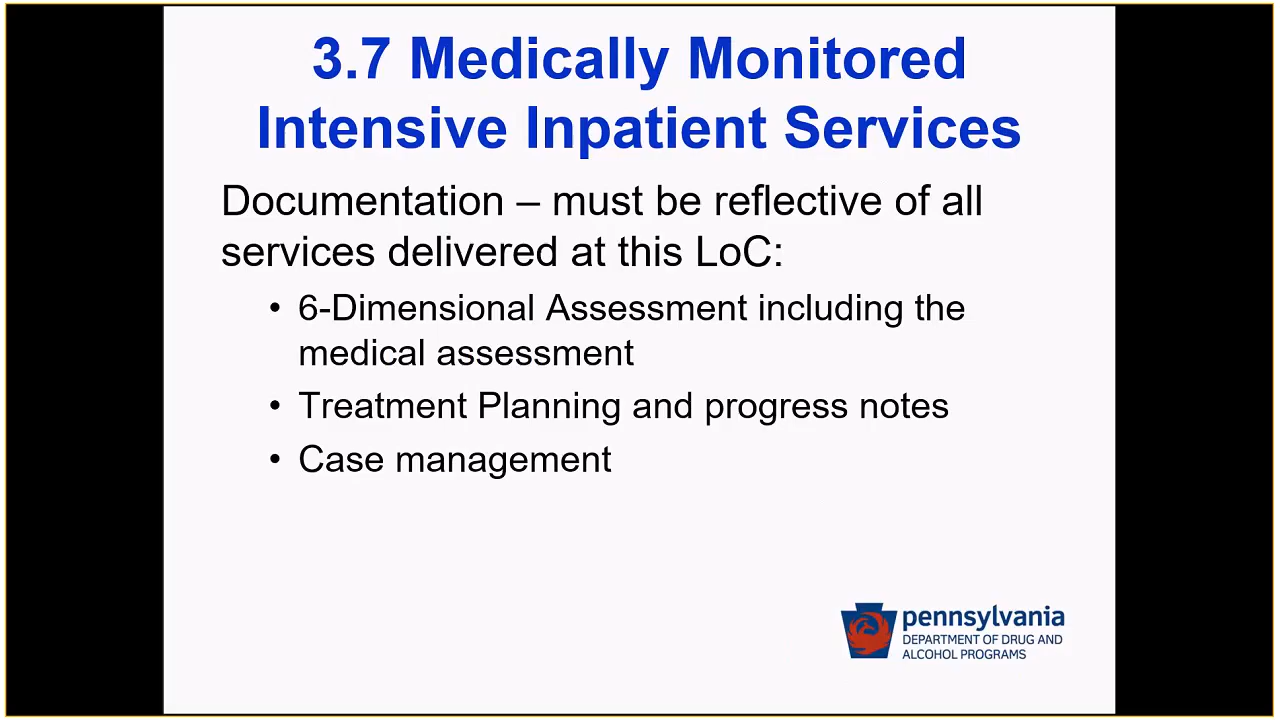 3.7 Medically Monitored
Intensive Inpatient Services
Documentation – must be reflective of all
services delivered at this LoC:
• 6-Dimensional Assessment including the
medical assessment
• Treatment Planning and progress notes
• Case management
pennsylvania
DEPARTMENT OF DRUG AND
ALCOHOL PROGRAMS